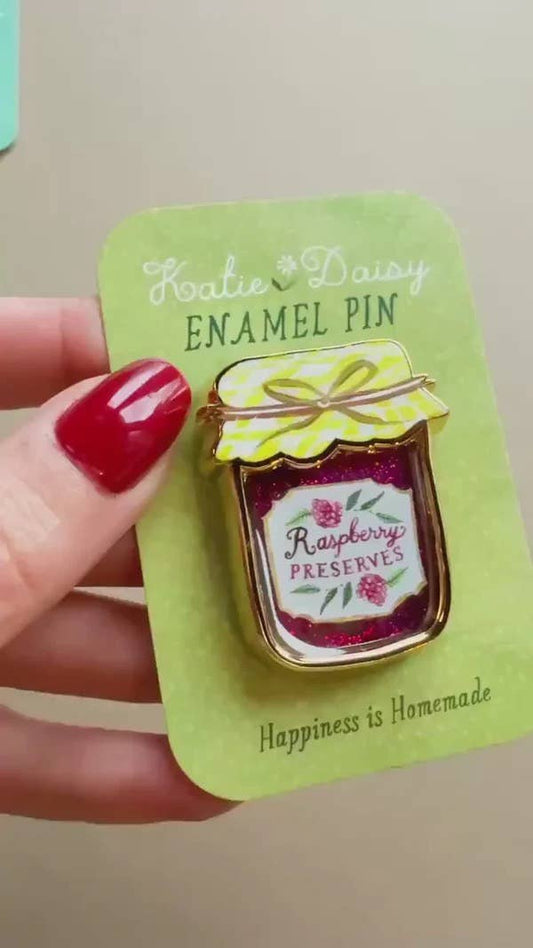 Katie Daisy
ENAMEL PIN
Raspberry
PRESERVES
Happiness is Homemade